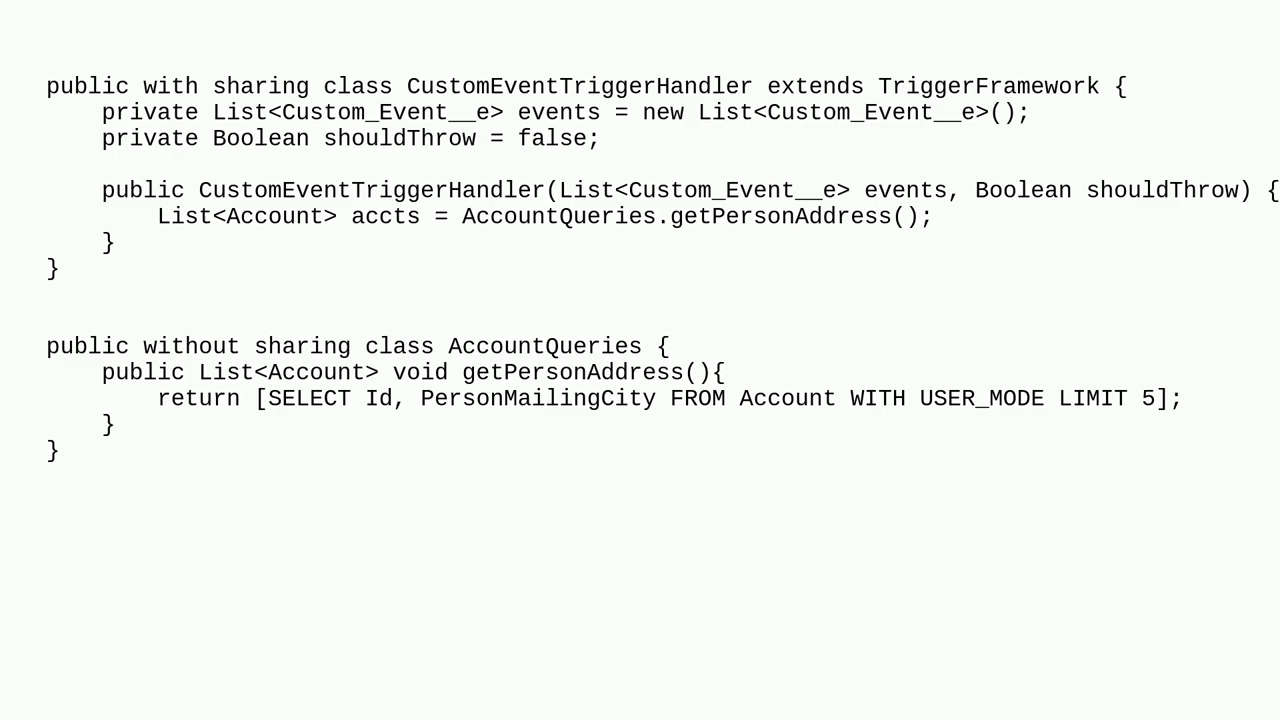 public with sharing class CustomEventTriggerHandler extends TriggerFramework {
    private List<Custom_Event__e> events = new List<Custom_Event__e>();
    private Boolean shouldThrow = false;

    public CustomEventTriggerHandler(List<Custom_Event__e> events, Boolean shouldThrow) {
        List<Account> accts = AccountQueries.getPersonAddress();
    }
}

public without sharing class AccountQueries {
    public List<Account> void getPersonAddress(){
        return [SELECT Id, PersonMailingCity FROM Account WITH USER_MODE LIMIT 5];
    }
}